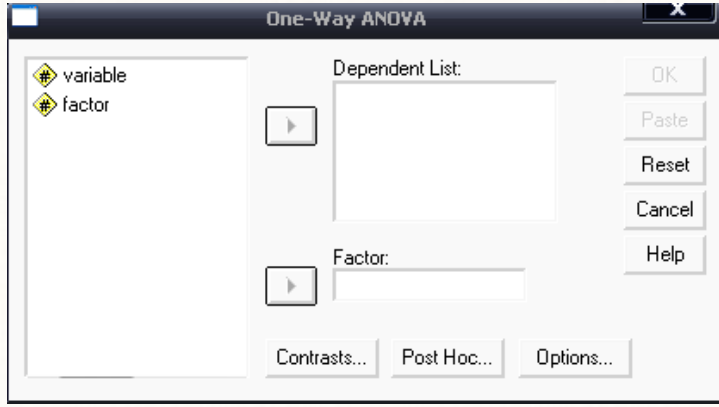 One-Way ANOVA
X
# variable
# factor
Dependent List:
OK
Paste
Reset
Cancel
Help
Factor:
Contrasts...
Post Hoc...
Options...